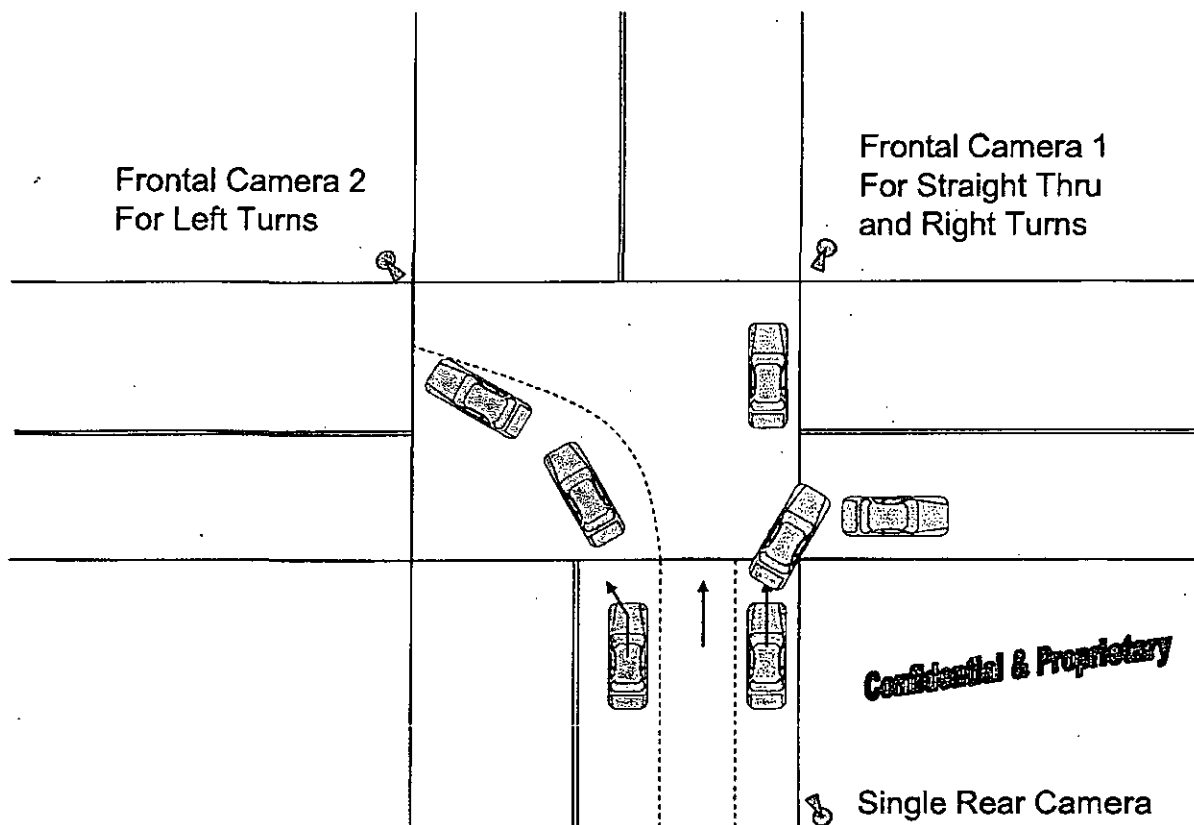 Frontal Camera 2
For Left Turns
Frontal Camera 1
For Straight Thru
and Right Turns
Confidential & Proprietary
Single Rear Camera